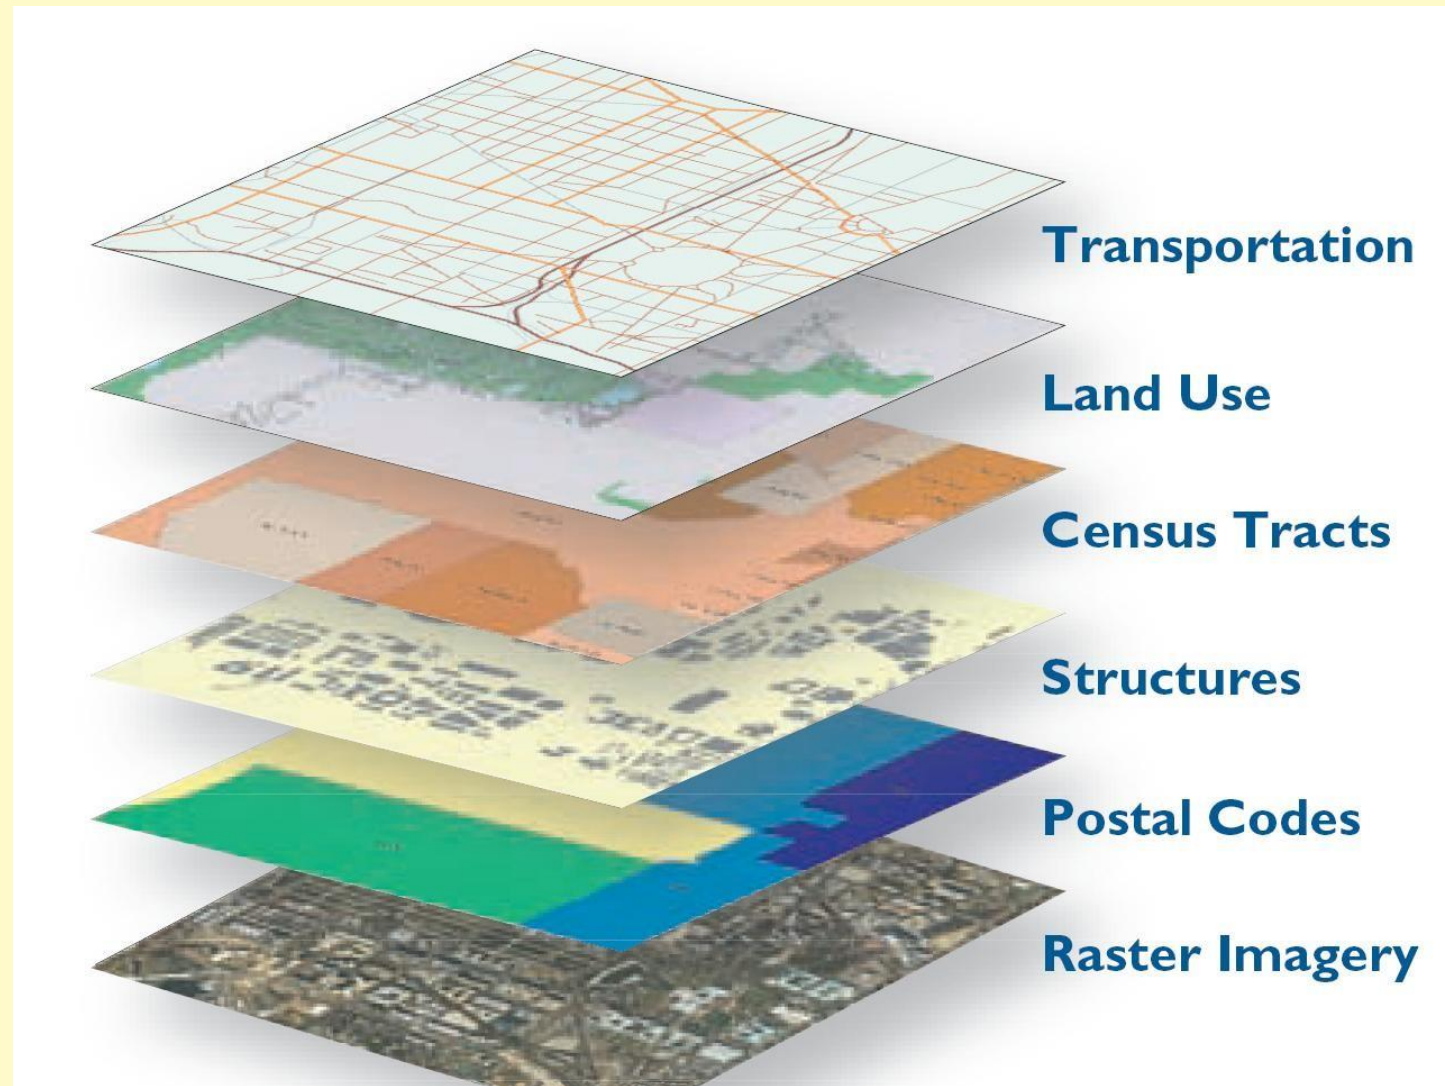 Transportation
Land Use
Census Tracts
Structures
Postal Codes
Raster Imagery